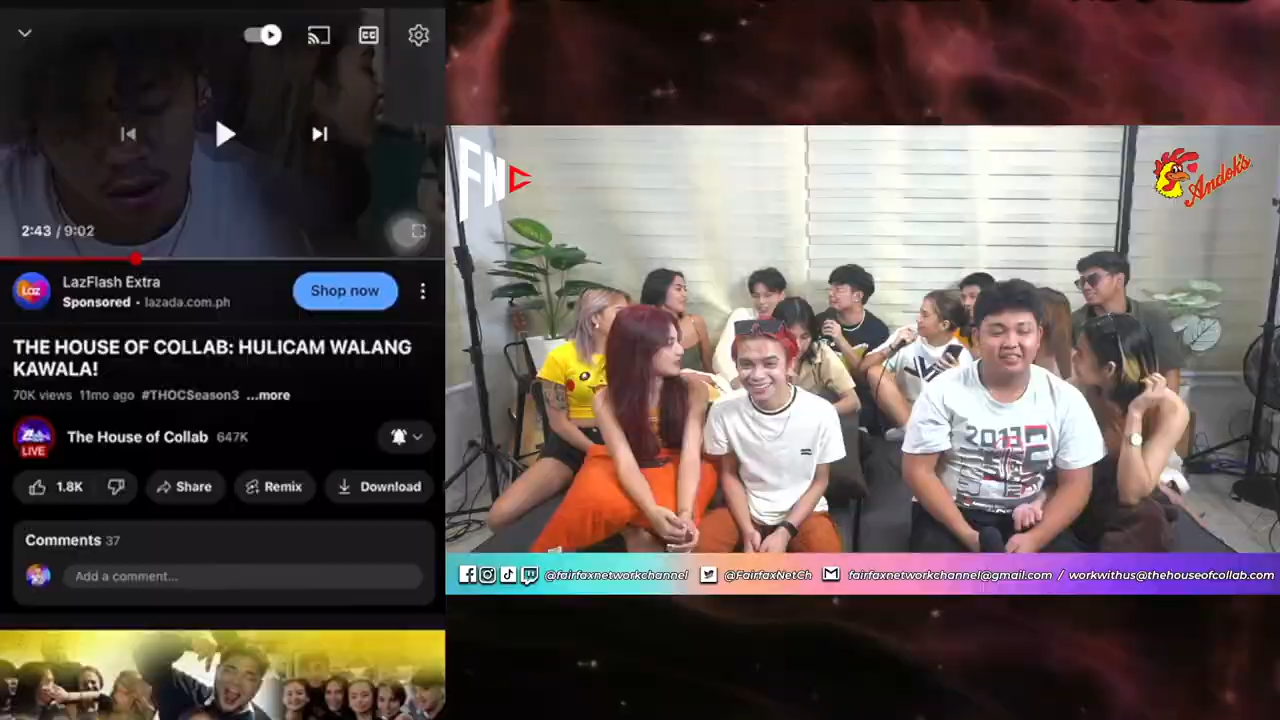 2:43 / 9:02
Laz
LazFlash Extra
Sponsored · lazada.com.ph
Shop now
THE HOUSE OF COLLAB: HULICAM WALANG
KAWALA!
70K views 11mo ago #THOCSeason3 ...more
LIVE
The House of Collab 647K
1.8K
Share
Remix
Download
Comments 37
Add a comment...
FN
Andok's
2013
@fairfaxnetworkchannel @FairfaxNetCh fairfaxnetworkchannel@gmail.com / workwithus@thehouseofcollab.com